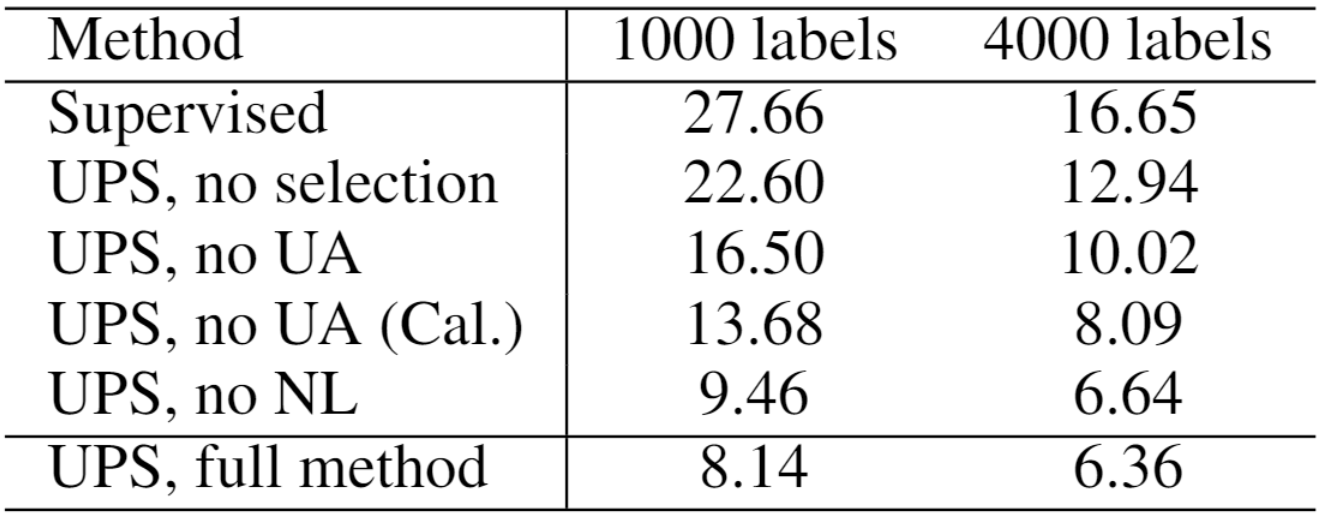 Method 1000 labels 4000 labels
Supervised 27.66 16.65
UPS, no selection 22.60 12.94
UPS, no UA 16.50 10.02
UPS, no UA (Cal.) 13.68 8.09
UPS, no NL 9.46 6.64
UPS, full method 8.14 6.36